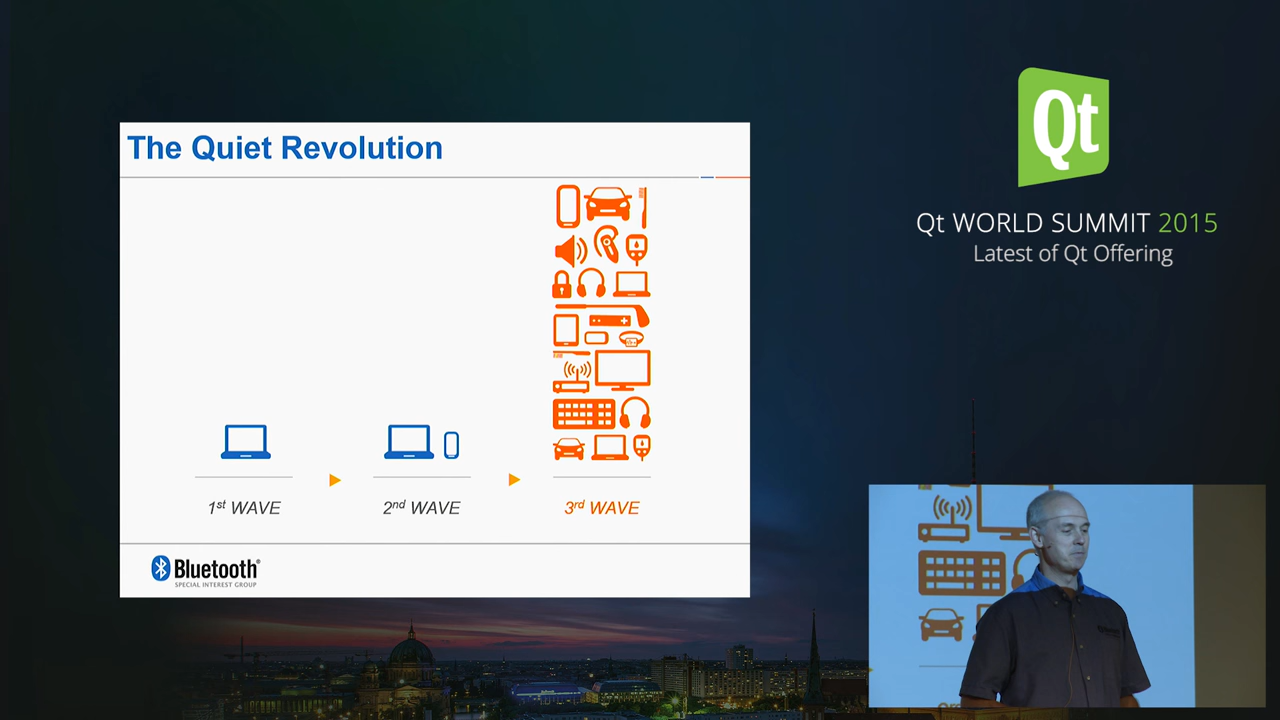 The Quiet Revolution
1st WAVE
2nd WAVE
3rd WAVE
Bluetooth®
SPECIAL INTEREST GROUP
Qt
Qt WORLD SUMMIT 2015
Latest of Qt Offering